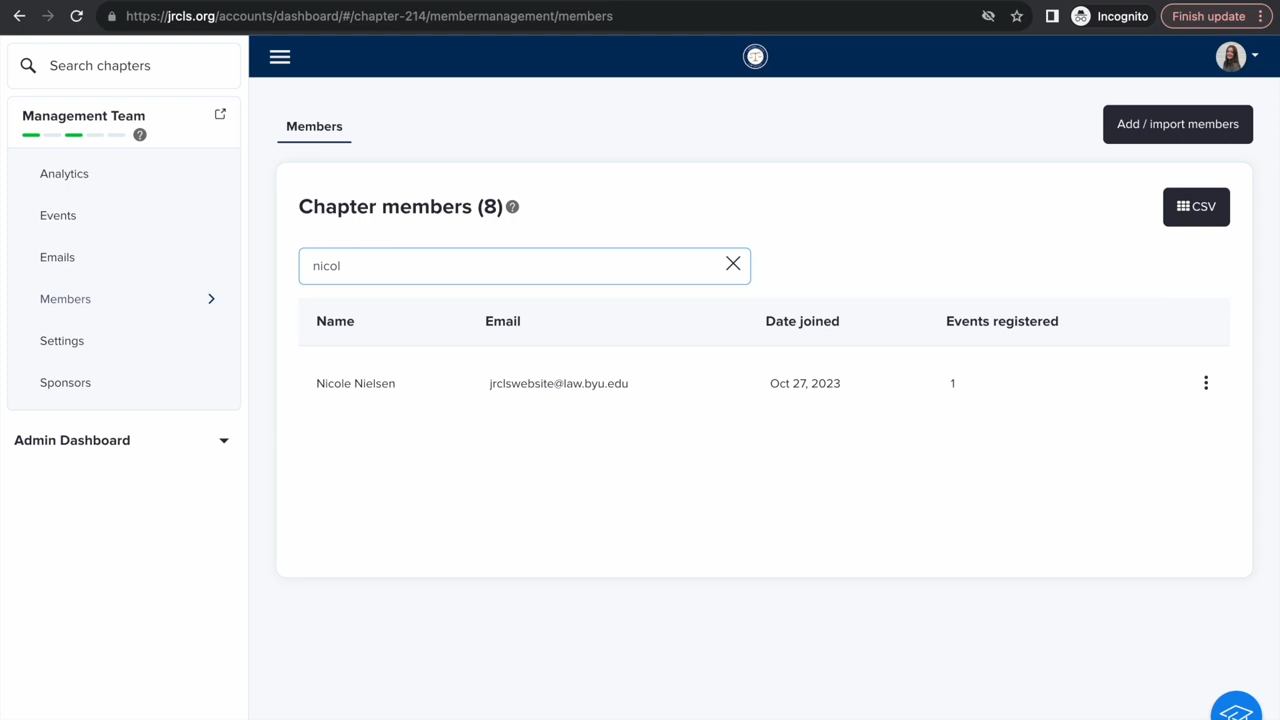 https://jrcls.org/accounts/dashboard/#/chapter-214/membermanagement/members
Incognito
Finish update
Search chapters
Management Team
?
Analytics
Events
Emails
Members
Settings
Sponsors
Admin Dashboard
Members
Add / import members
Chapter members (8)
?
CSV
nicol
Name Email Date joined Events registered
Nicole Nielsen jrclswebsite@law.byu.edu Oct 27, 2023 1